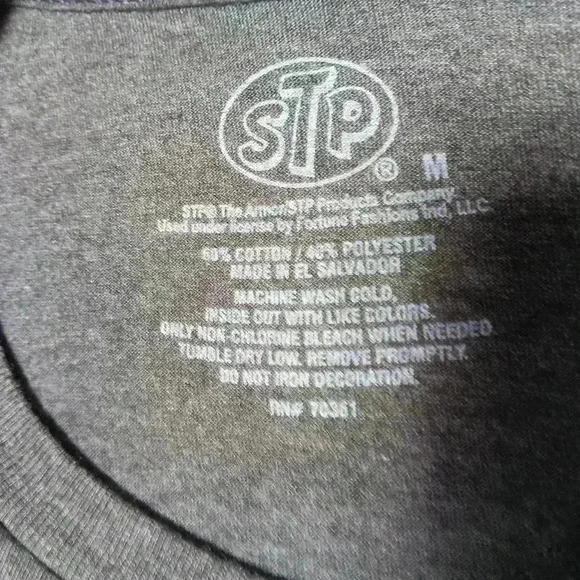 STP® M
STP® The Armor/STP Products Company.
Used under license by Fortune Fashions Ind, LLC.
60% COTTON / 40% POLYESTER
MADE IN EL SALVADOR
MACHINE WASH COLD,
INSIDE OUT WITH LIKE COLORS.
ONLY NON-CHLORINE BLEACH WHEN NEEDED
TUMBLE DRY LOW. REMOVE PROMPTLY.
DO NOT IRON DECORATION.
RN# 70361